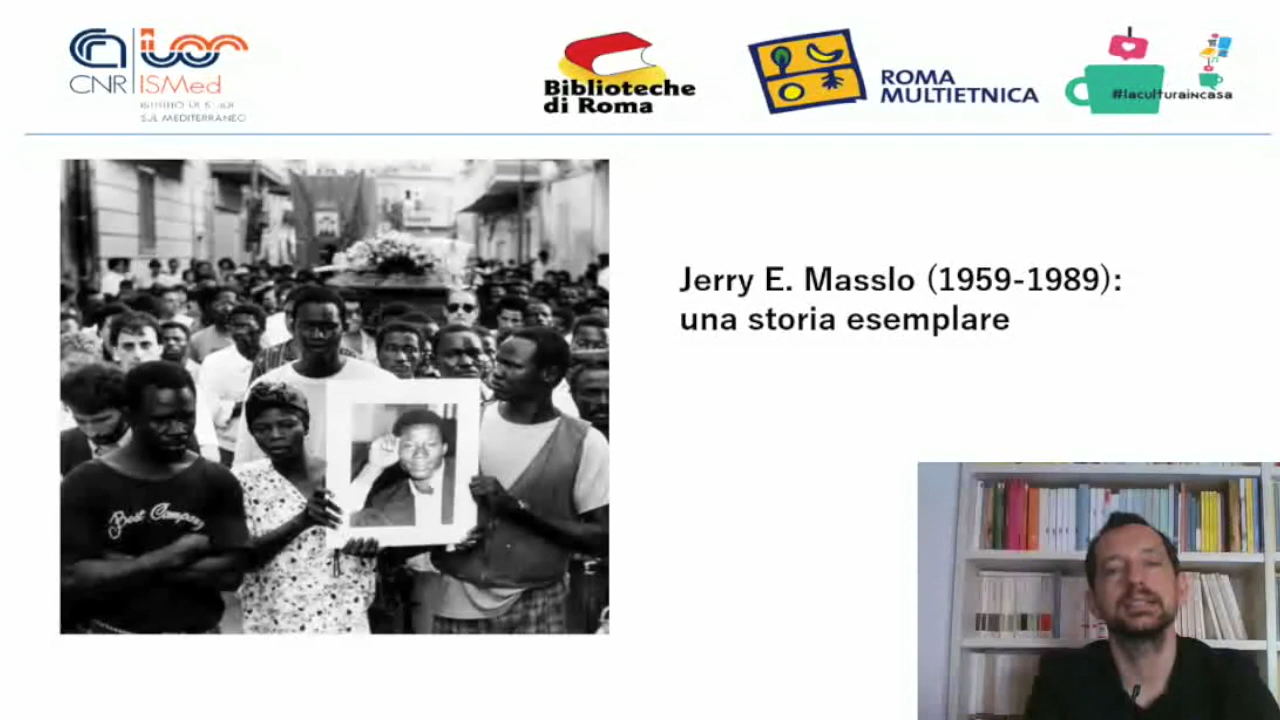 CNR ISMed
ISTITUTO DI STUDI
SUL MEDITERRANEO
Biblioteche
di Roma
ROMA
MULTIETNICA
#laculturaincasa
Jerry E. Masslo (1959-1989):
una storia esemplare
Best Company